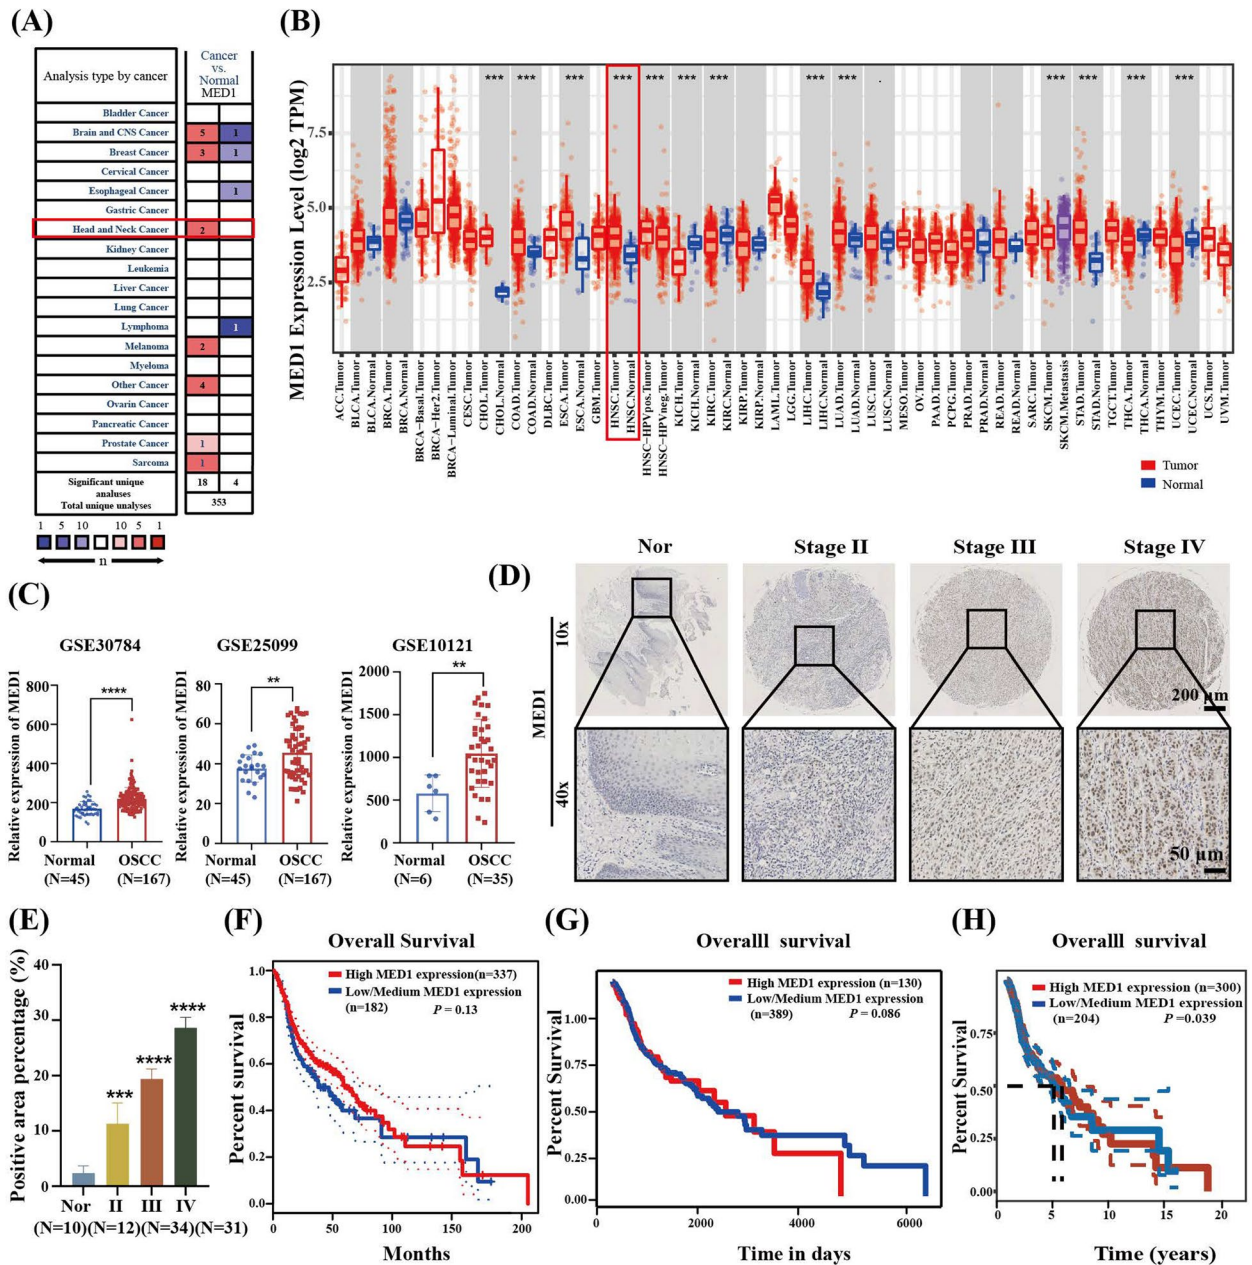 (A)
Analysis type by cancer
Cancer
vs.
Normal
MED1
Bladder Cancer
Brain and CNS Cancer 5 1
Breast Cancer 3 1
Cervical Cancer
Esophageal Cancer 1
Gastric Cancer
Head and Neck Cancer 2
Kidney Cancer
Leukemia
Liver Cancer
Lung Cancer
Lymphoma 1
Melanoma 2
Myeloma
Other Cancer 4
Ovarin Cancer
Pancreatic Cancer
Prostate Cancer 1
Sarcoma 1
Significant unique
analuses
18 4
Total unique unalyses
353
1 5 10 10 5 1
n
(B)
MED1 Expression Level (log2 TPM)
7.5
5.0
2.5
*** *** *** *** *** *** *** *** *** *** *** *** ***
ACC.Tumor
BLCA.Tumor
BLCA.Normal
BRCA.Tumor
BRCA.Normal
BRCA-Basal.Tumor
BRCA-Her2.Tumor
BRCA-Luminal.Tumor
CESC.Tumor
CHOL.Tumor
CHOL.Normal
COAD.Tumor
COAD.Normal
DLBC.Tumor
ESCA.Tumor
ESCA.Normal
GBM.Tumor
HNSC.Tumor
HNSC.Normal
HNSC-HPVpos.Tumor
HNSC-HPVneg.Tumor
KICH.Tumor
KICH.Normal
KIRC.Tumor
KIRC.Normal
KIRP.Tumor
KIRP.Normal
LAML.Tumor
LGG.Tumor
LIHC.Tumor
LIHC.Normal
LUAD.Tumor
LUAD.Normal
LUSC.Tumor
LUSC.Normal
MESO.Tumor
OV.Tumor
PAAD.Tumor
PCPG.Tumor
PRAD.Tumor
PRAD.Normal
READ.Tumor
READ.Normal
SARC.Tumor
SKCM.Tumor
SKCM.Metastasis
STAD.Tumor
STAD.Normal
TGCT.Tumor
THCA.Tumor
THCA.Normal
THYM.Tumor
UCEC.Tumor
UCEC.Normal
UCS.Tumor
UVM.Tumor
Tumor
Normal
(C)
GSE30784
Relative expression of MED1
800
600
400
200
0
****
Normal OSCC
(N=45) (N=167)
GSE25099
Relative expression of MED1
80
60
40
20
0
**
Normal OSCC
(N=45) (N=167)
GSE10121
Relative expression of MED1
2000
1500
1000
500
0
**
Normal OSCC
(N=6) (N=35)
(D)
Nor Stage II Stage III Stage IV
MED1
10x
40x
200 μm
50 μm
(E)
Positive area percentage (%)
40
30
20
10
0
*** **** ****
Nor II III IV
(N=10)(N=12)(N=34)(N=31)
(F)
Overall Survival
High MED1 expression(n=337)
Low/Medium MED1 expression
(n=182) P = 0.13
Percent survival
1.0
0.8
0.6
0.4
0.2
0.0
0 50 100 150 200
Months
(G)
Overalll survival
High MED1 expression (n=130)
Low/Medium MED1 expression
(n=389) P = 0.086
Percent Survival
1.00
0.50
0.25
0.00
0 2000 4000 6000
Time in days
(H)
Overalll survival
High MED1 expression (n=300)
Low/Medium MED1 expression
(n=204) P =0.039
Percent Survival
0.75
0.50
0.25
0.00
0 5 10 15 20
Time (years)